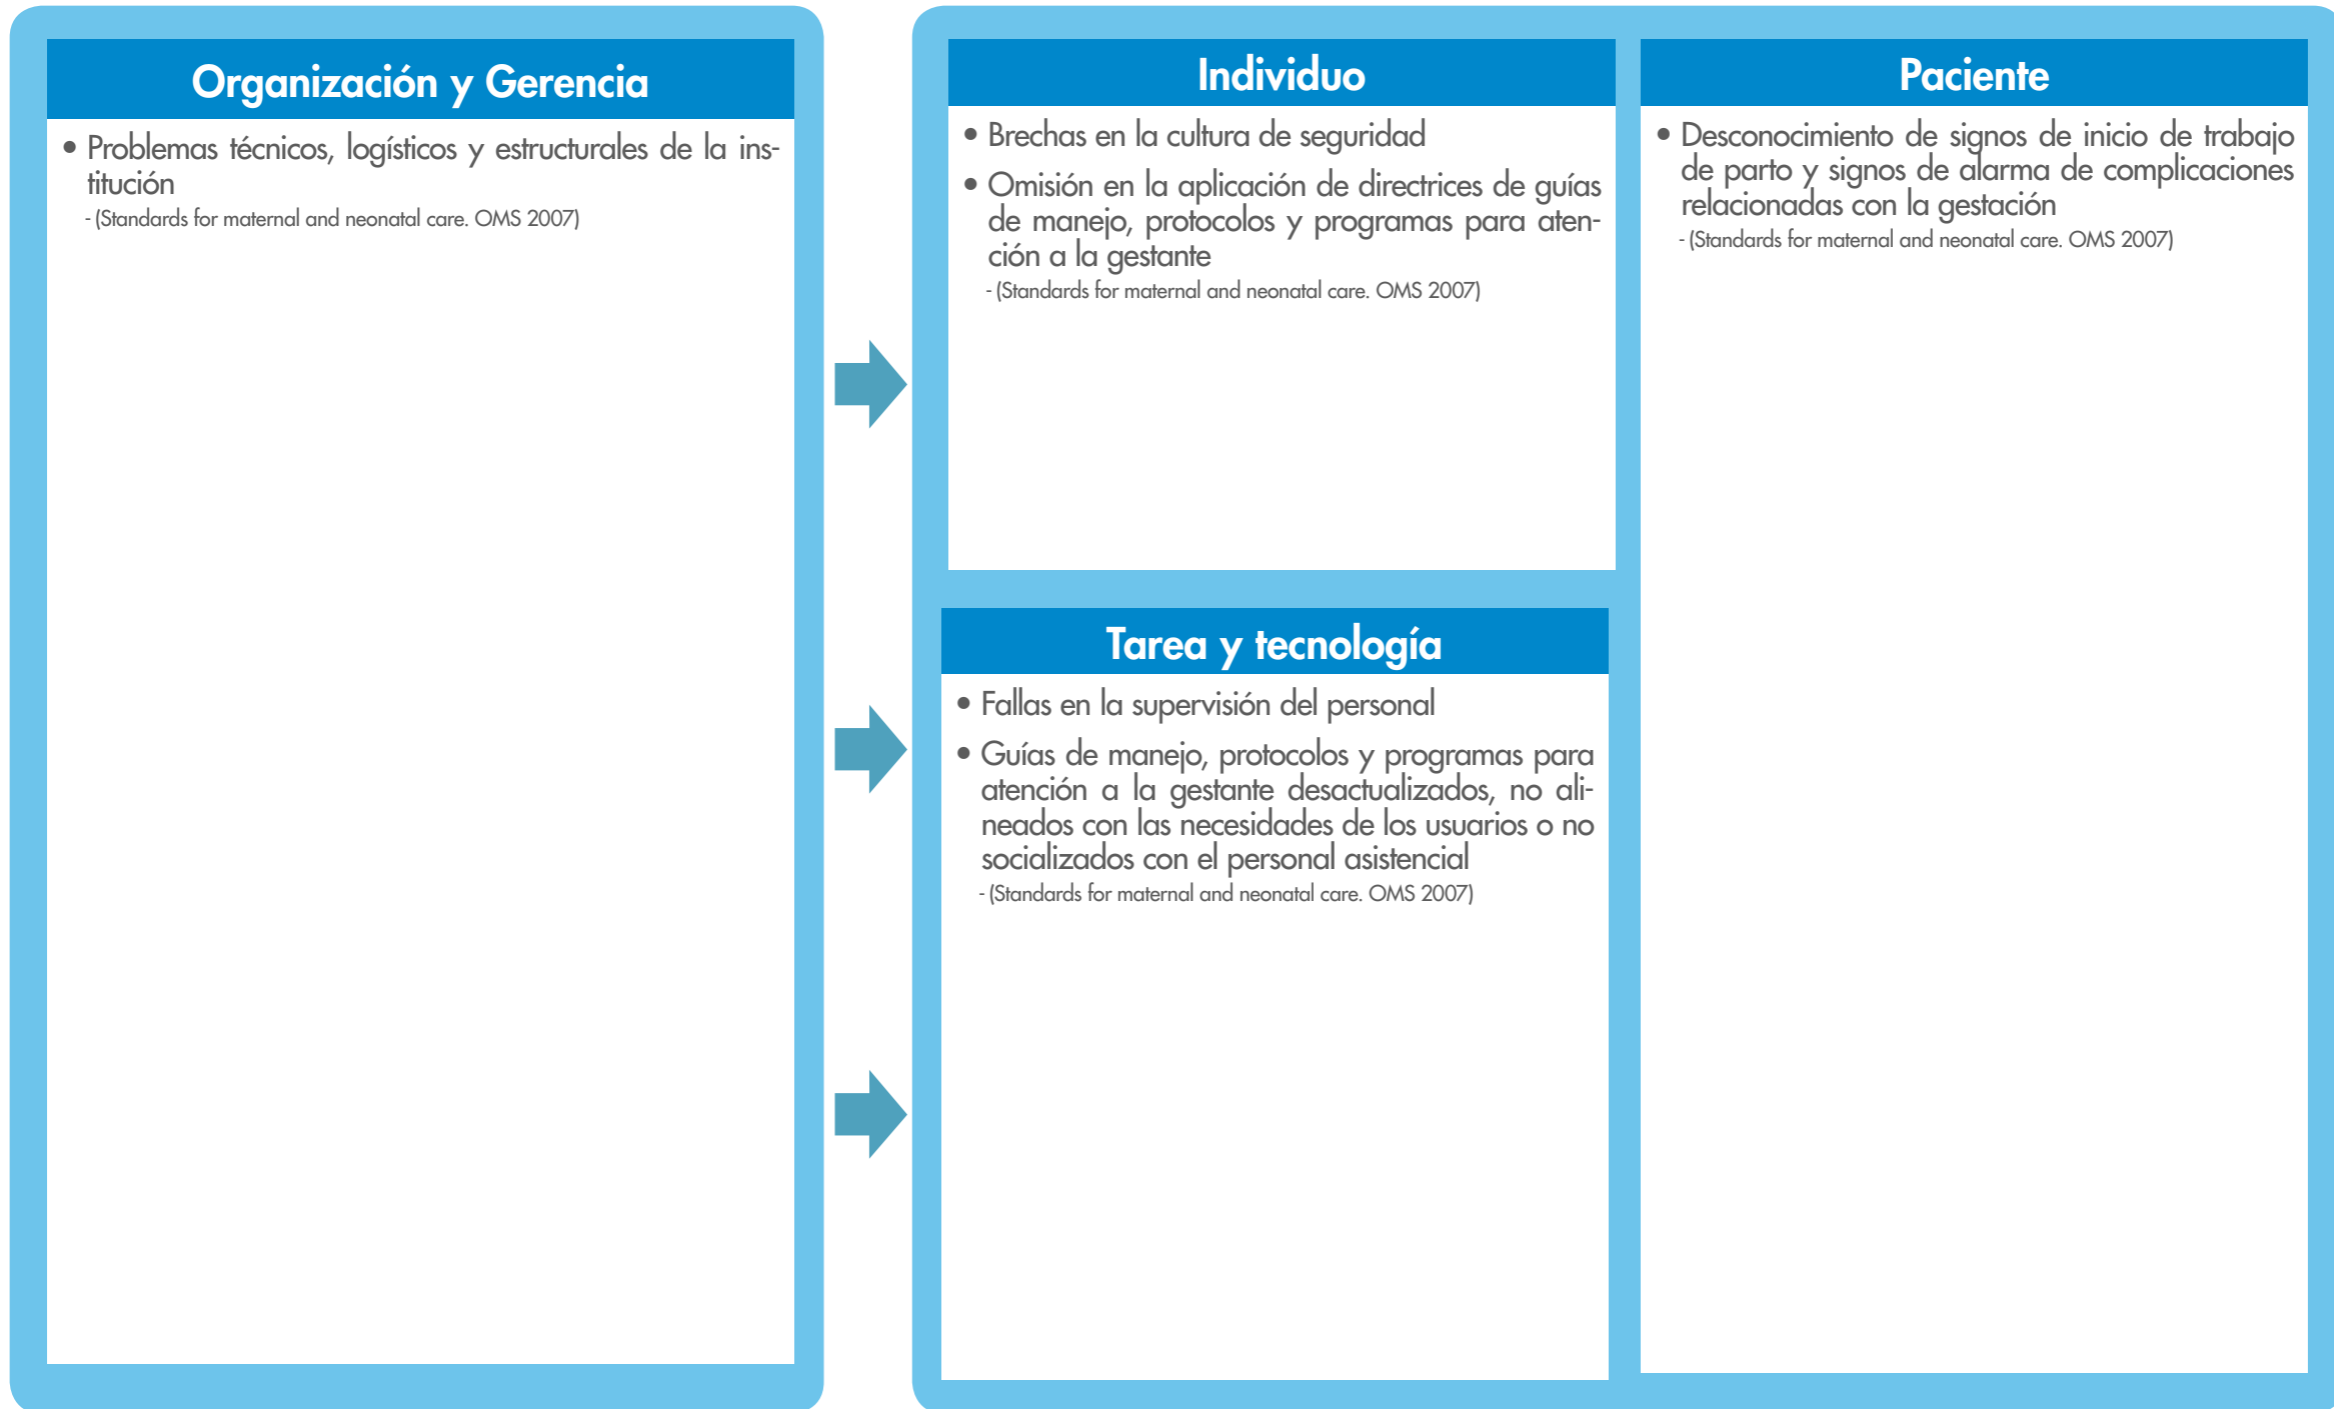 Organización y Gerencia
• Problemas técnicos, logísticos y estructurales de la ins-
titución
- (Standards for maternal and neonatal care. OMS 2007)
Individuo
• Brechas en la cultura de seguridad
• Omisión en la aplicación de directrices de guías
de manejo, protocolos y programas para aten-
ción a la gestante
- (Standards for maternal and neonatal care. OMS 2007)
Tarea y tecnología
• Fallas en la supervisión del personal
• Guías de manejo, protocolos y programas para
atención a la gestante desactualizados, no ali-
neados con las necesidades de los usuarios o no
socializados con el personal asistencial
- (Standards for maternal and neonatal care. OMS 2007)
Paciente
• Desconocimiento de signos de inicio de trabajo
de parto y signos de alarma de complicaciones
relacionadas con la gestación
- (Standards for maternal and neonatal care. OMS 2007)